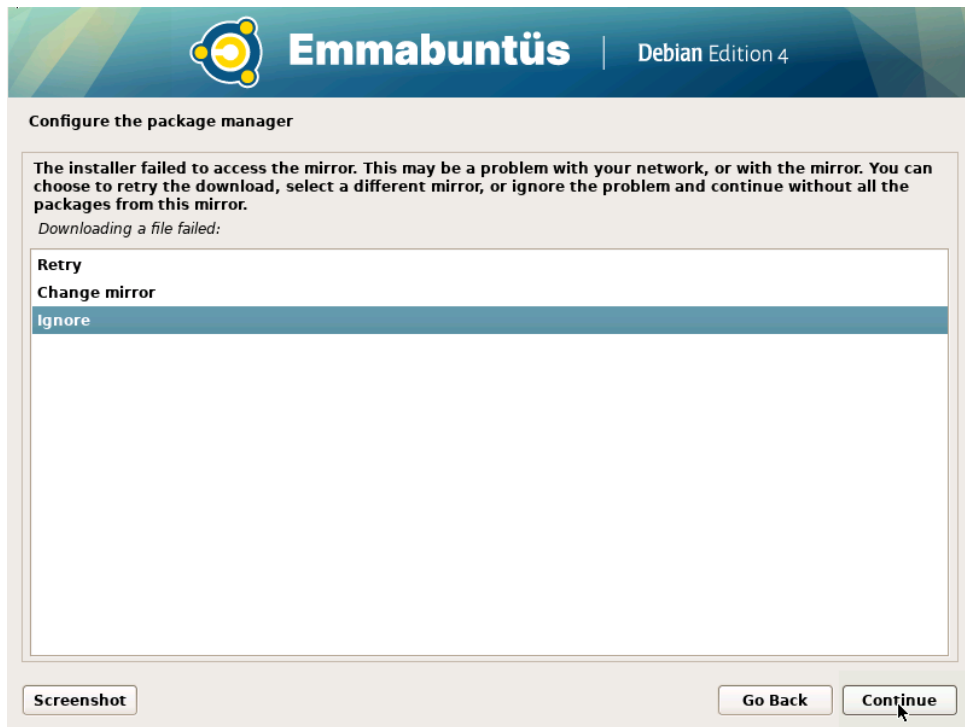 Emmabuntüs | Debian Edition 4
Configure the package manager
The installer failed to access the mirror. This may be a problem with your network, or with the mirror. You can
choose to retry the download, select a different mirror, or ignore the problem and continue without all the
packages from this mirror.
Downloading a file failed:
Retry
Change mirror
Ignore
Screenshot
Go Back
Continue